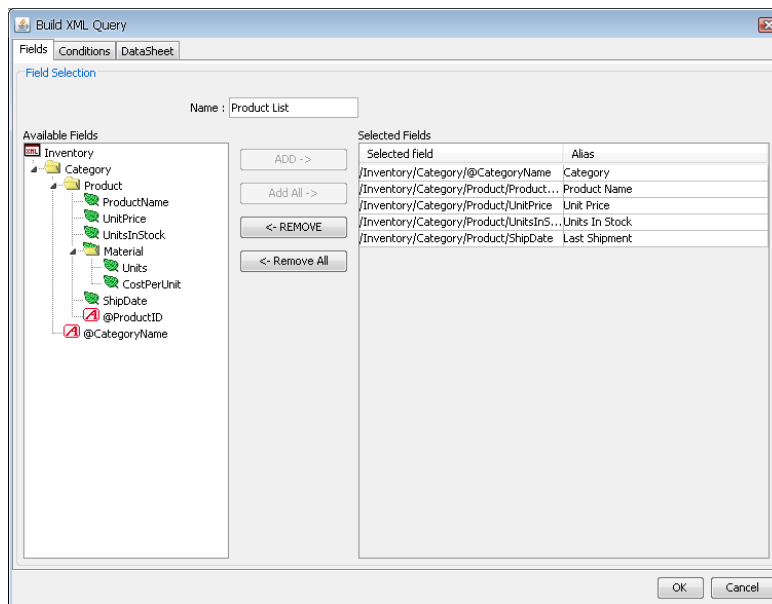 Build XML Query
Fields Conditions DataSheet
Field Selection
Name : Product List
Available Fields
XML Inventory
Category
Product
ProductName
UnitPrice
UnitsInStock
Material
Units
CostPerUnit
ShipDate
A @ProductID
A @CategoryName
ADD ->
Add All ->
<- REMOVE
<- Remove All
Selected Fields
Selected field Alias
/Inventory/Category/@CategoryName Category
/Inventory/Category/Product/Product... Product Name
/Inventory/Category/Product/UnitPrice Unit Price
/Inventory/Category/Product/UnitsInS... Units In Stock
/Inventory/Category/Product/ShipDate Last Shipment
OK Cancel